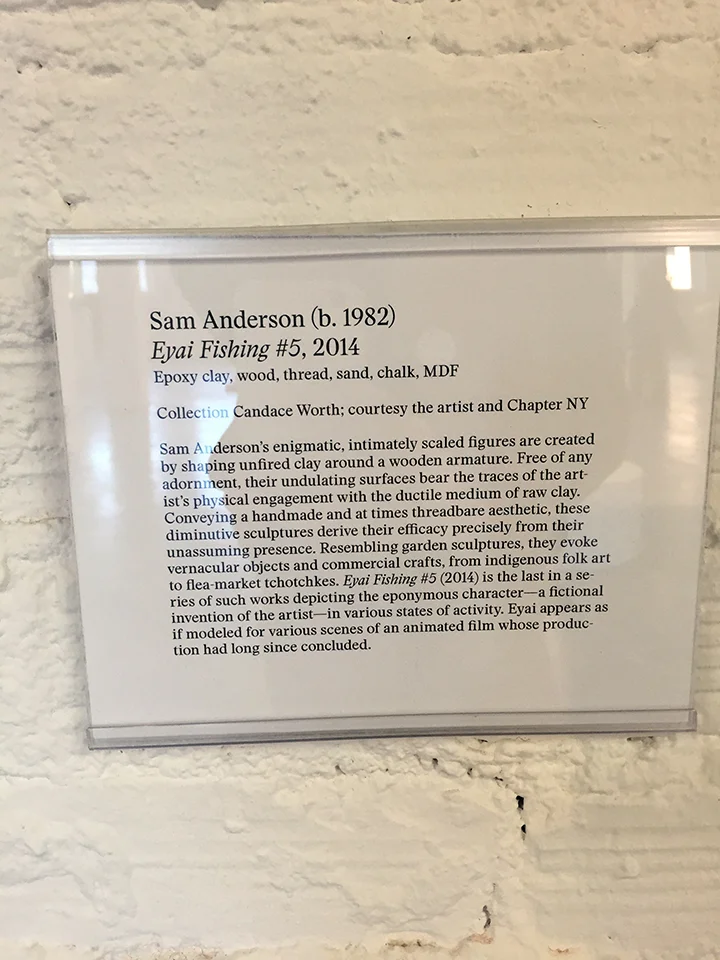 Sam Anderson (b. 1982)
Eyai Fishing #5, 2014
Epoxy clay, wood, thread, sand, chalk, MDF
Collection Candace Worth; courtesy the artist and Chapter NY
Sam Anderson's enigmatic, intimately scaled figures are created
by shaping unfired clay around a wooden armature. Free of any
adornment, their undulating surfaces bear the traces of the art-
ist's physical engagement with the ductile medium of raw clay.
Conveying a handmade and at times threadbare aesthetic, these
diminutive sculptures derive their efficacy precisely from their
unassuming presence. Resembling garden sculptures, they evoke
vernacular objects and commercial crafts, from indigenous folk art
to flea-market tchotchkes. Eyai Fishing #5 (2014) is the last in a se-
ries of such works depicting the eponymous character—a fictional
invention of the artist—in various states of activity. Eyai appears as
if modeled for various scenes of an animated film whose produc-
tion had long since concluded.